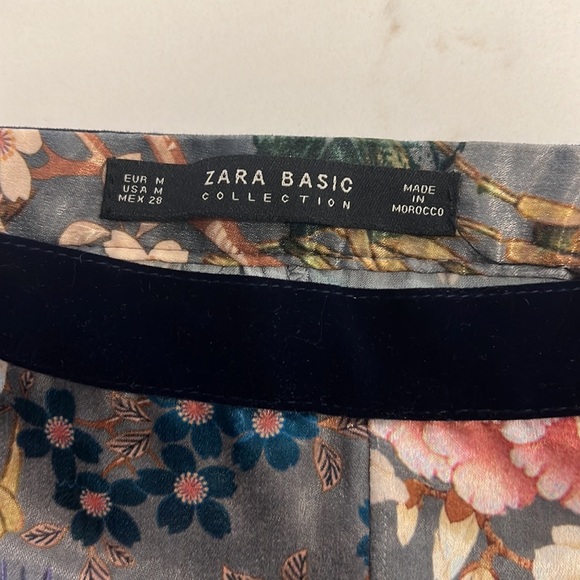 EUR M
USA M
MEX 28
ZARA BASIC
COLLECTION
MADE
IN
MOROCCO